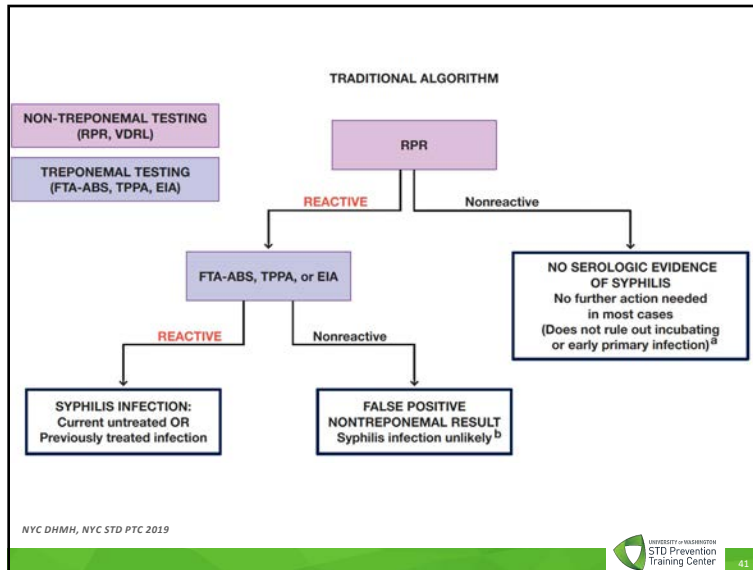 TRADITIONAL ALGORITHM
NON-TREPONEMAL TESTING
(RPR, VDRL)
TREPONEMAL TESTING
(FTA-ABS, TPPA, EIA)
RPR
REACTIVE
Nonreactive
FTA-ABS, TPPA, or EIA
NO SEROLOGIC EVIDENCE
OF SYPHILIS
No further action needed
in most cases
(Does not rule out incubating
or early primary infection)a
REACTIVE
Nonreactive
SYPHILIS INFECTION:
Current untreated OR
Previously treated infection
FALSE POSITIVE
NONTREPONEMAL RESULT
Syphilis infection unlikelyb
NYC DHMH, NYC STD PTC 2019
UNIVERSITY of WASHINGTON
STD Prevention
Training Center
41